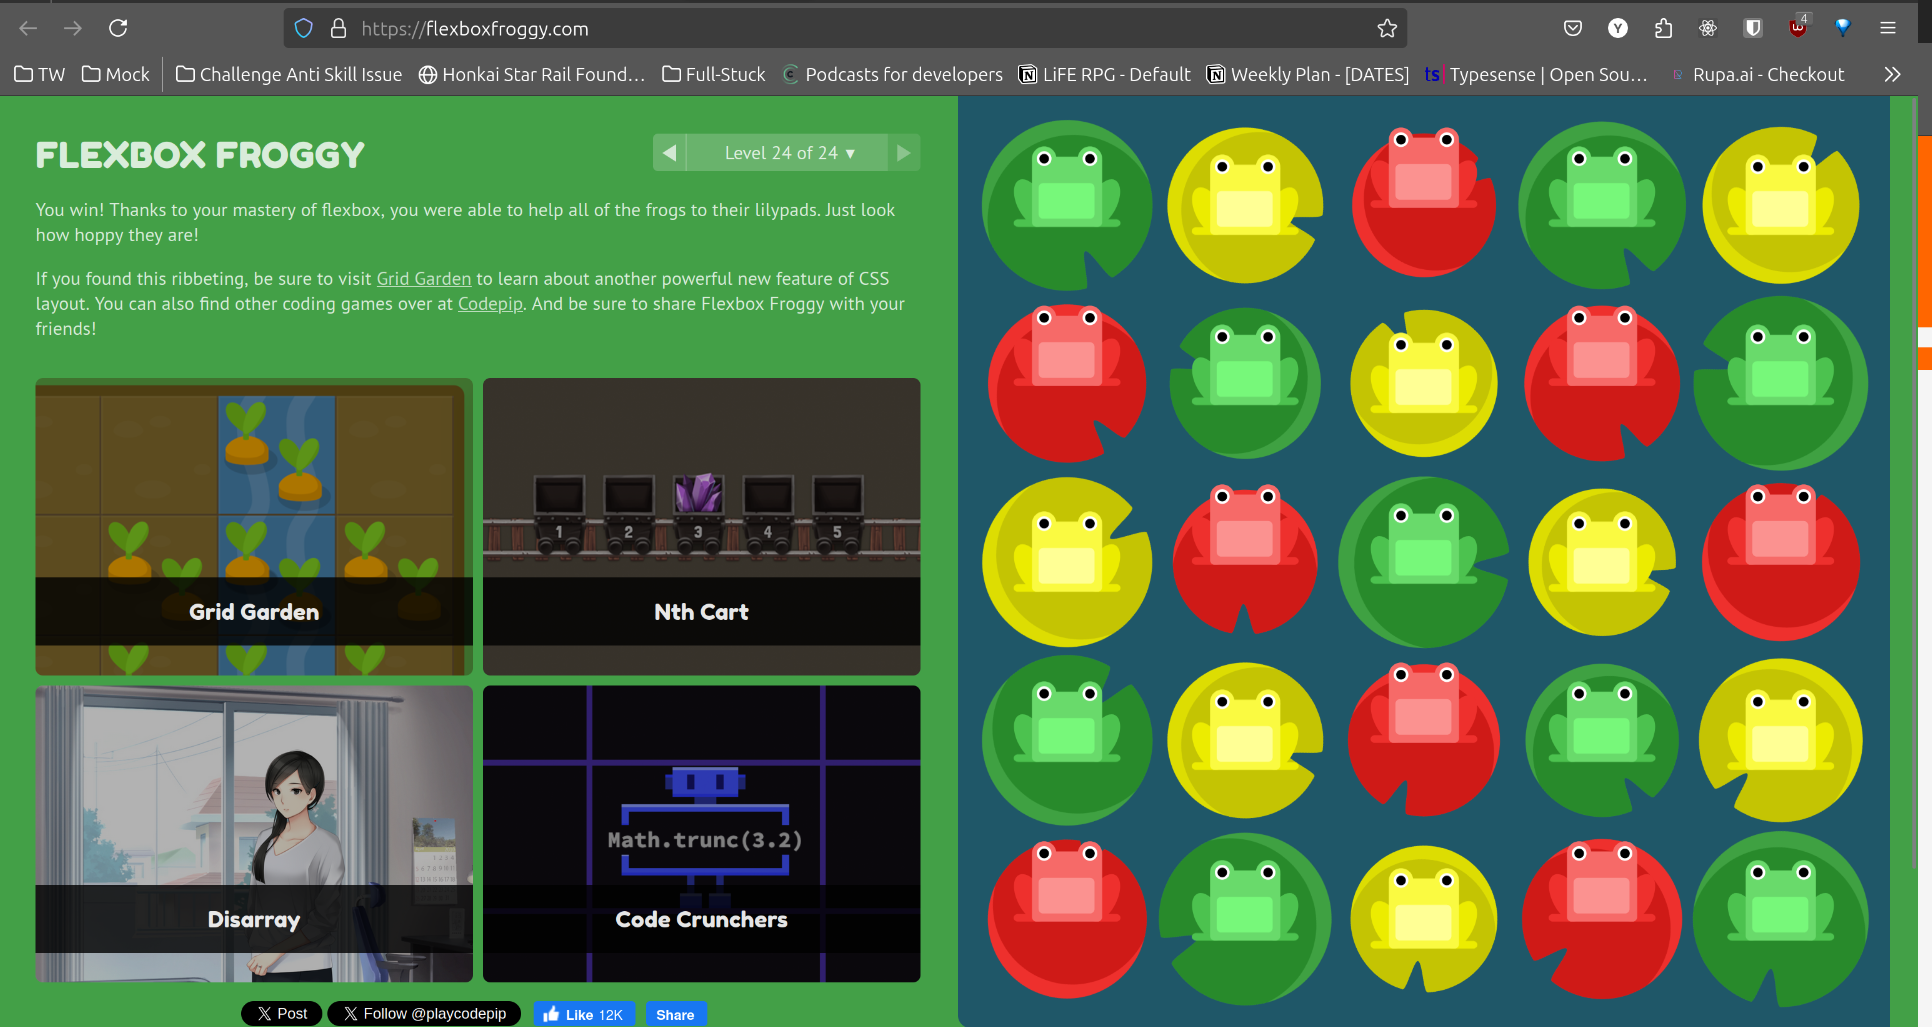 https://flexboxfroggy.com
4
TW Mock Challenge Anti Skill Issue Honkai Star Rail Found… Full-Stuck Podcasts for developers LiFE RPG - Default Weekly Plan - [DATES] ts Typesense | Open Sou… Rupa.ai - Checkout
FLEXBOX FROGGY
◀ Level 24 of 24 ▼ ▶
You win! Thanks to your mastery of flexbox, you were able to help all of the frogs to their lilypads. Just look
how hoppy they are!
If you found this ribbeting, be sure to visit Grid Garden to learn about another powerful new feature of CSS
layout. You can also find other coding games over at Codepip. And be sure to share Flexbox Froggy with your
friends!
1 2 3 4 5
Grid Garden
Nth Cart
Math.trunc(3.2)
Disarray
Code Crunchers
X Post
X Follow @playcodepip
Like 12K
Share